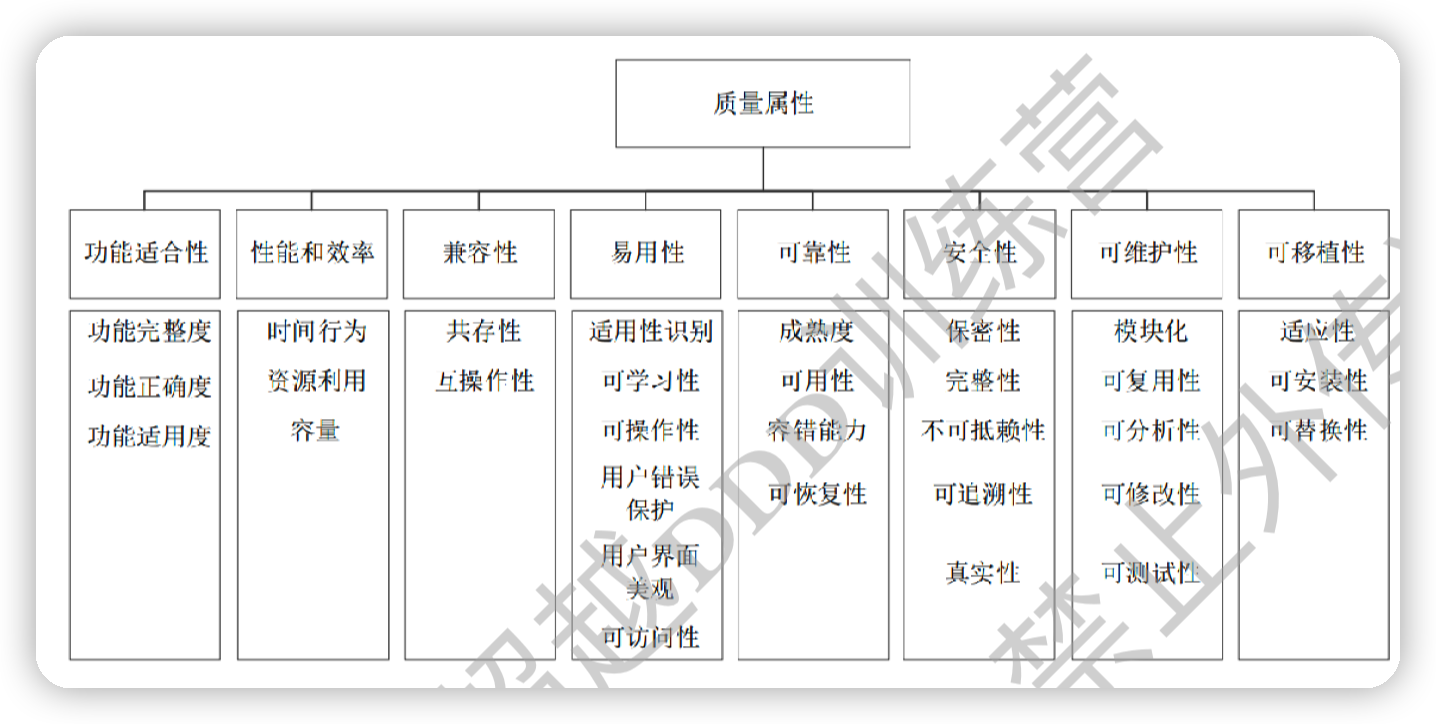 质量属性
功能适合性
性能和效率
兼容性
易用性
可靠性
安全性
可维护性
可移植性
功能完整度
功能正确度
功能适用度
时间行为
资源利用
容量
共存性
互操作性
适用性识别
可学习性
可操作性
用户错误
保护
用户界面
美观
可访问性
成熟度
可用性
容错能力
可恢复性
保密性
完整性
不可抵赖性
可追溯性
真实性
模块化
可复用性
可分析性
可修改性
可测试性
适应性
可安装性
可替换性
超越DDD训练营
禁止外传